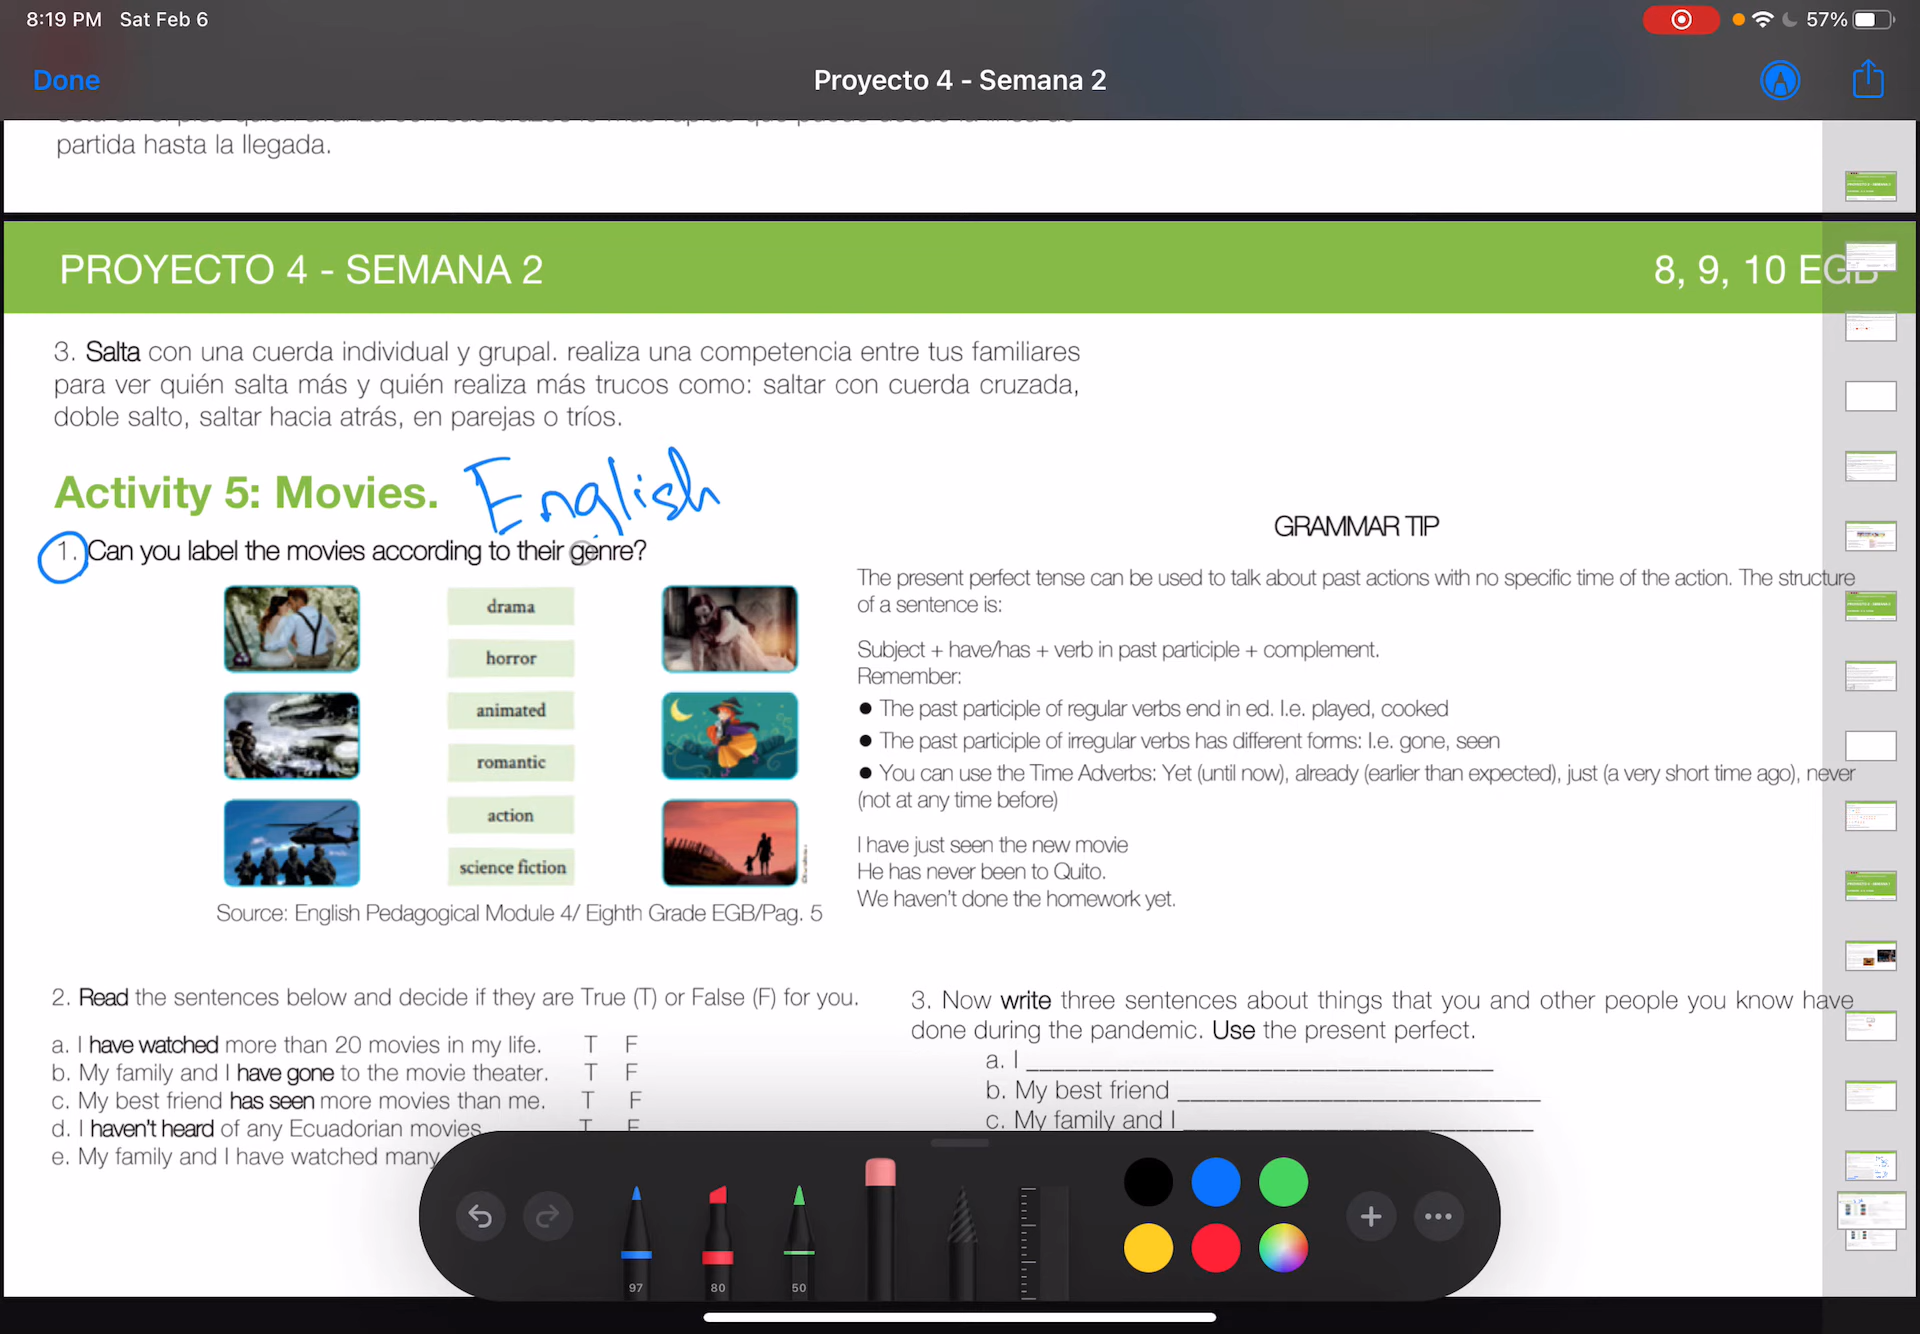 8:19 PM Sat Feb 6
57%
Done
Proyecto 4 - Semana 2
partida hasta la llegada.
PROYECTO 4 - SEMANA 2
8, 9, 10 EGB
3. Salta con una cuerda individual y grupal. realiza una competencia entre tus familiares
para ver quién salta más y quién realiza más trucos como: saltar con cuerda cruzada,
doble salto, saltar hacia atrás, en parejas o tríos.
Activity 5: Movies.
English
1. Can you label the movies according to their genre?
drama
horror
animated
romantic
action
science fiction
Source: English Pedagogical Module 4/ Eighth Grade EGB/Pag. 5
GRAMMAR TIP
The present perfect tense can be used to talk about past actions with no specific time of the action. The structure
of a sentence is:
Subject + have/has + verb in past participle + complement.
Remember:
● The past participle of regular verbs end in ed. I.e. played, cooked
● The past participle of irregular verbs has different forms: I.e. gone, seen
● You can use the Time Adverbs: Yet (until now), already (earlier than expected), just (a very short time ago), never
(not at any time before)
I have just seen the new movie
He has never been to Quito.
We haven't done the homework yet.
2. Read the sentences below and decide if they are True (T) or False (F) for you.
a. I have watched more than 20 movies in my life. T F
b. My family and I have gone to the movie theater. T F
c. My best friend has seen more movies than me. T F
d. I haven't heard of any Ecuadorian movies. T F
e. My family and I have watched many
3. Now write three sentences about things that you and other people you know have
done during the pandemic. Use the present perfect.
a. I ____________________________________
b. My best friend ____________________________
c. My family and I ___________________________
97
80
50